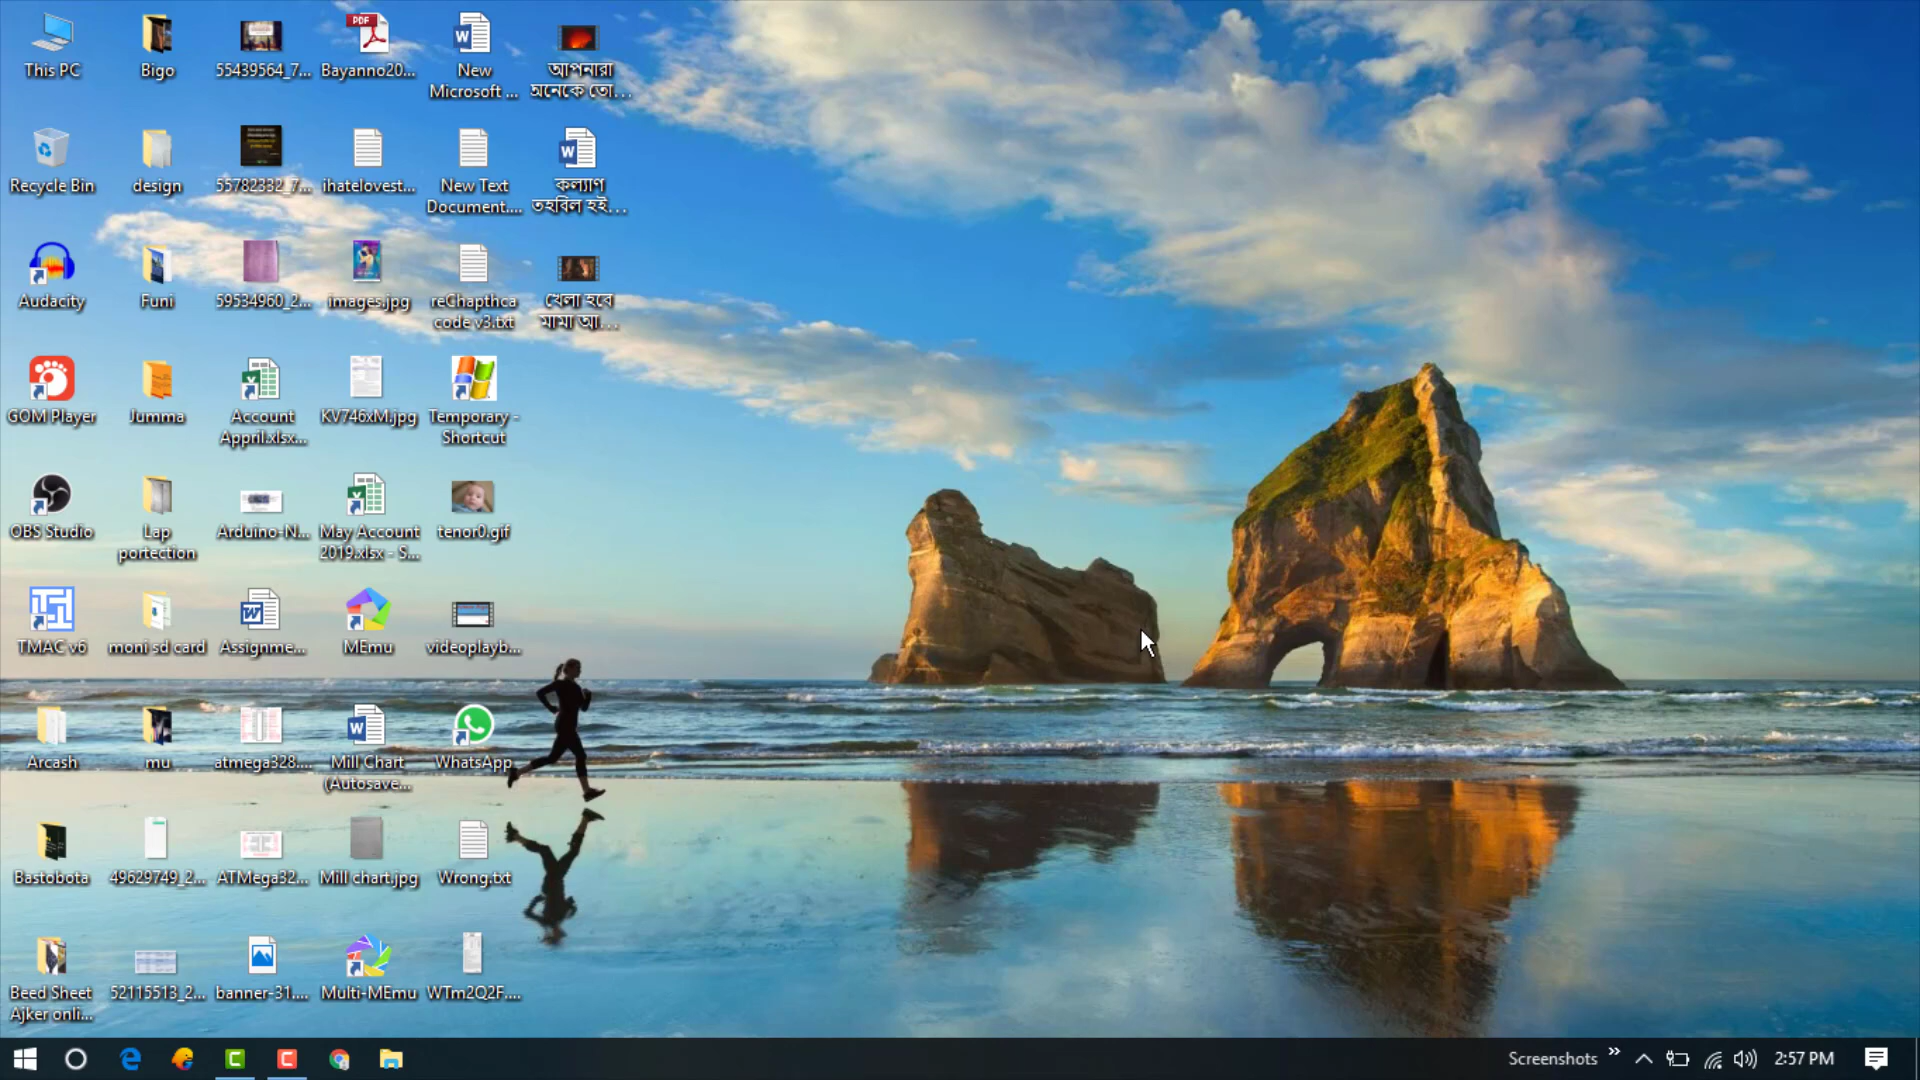 This PC
Bigo
55439564_7...
Bayanno20...
New
Microsoft ...
আপনারা
অনেকে তো...
Recycle Bin
design
55782332_7...
ihatelovest...
New Text
Document....
কল্যাণ
তহবিল হই...
Audacity
Funi
59534960_2...
images.jpg
reChapthca
code v3.txt
খেলা হবে
মামা আ...
GOM Player
Jumma
Account
Appril.xlsx...
KV746xM.jpg
Temporary -
Shortcut
OBS Studio
Lap
portection
Arduino-N...
May Account
2019.xlsx - S...
tenor0.gif
TMAC v6
moni sd card
Assignme...
MEmu
videoplayb...
Arcash
mu
atmega328....
Mill Chart
(Autosave...
WhatsApp
Bastobota
49629749_2...
ATMega32...
Mill chart.jpg
Wrong.txt
Beed Sheet
Ajker onli...
52115513_2...
banner-31....
Multi-MEmu
WTm2Q2F....
Screenshots
2:57 PM